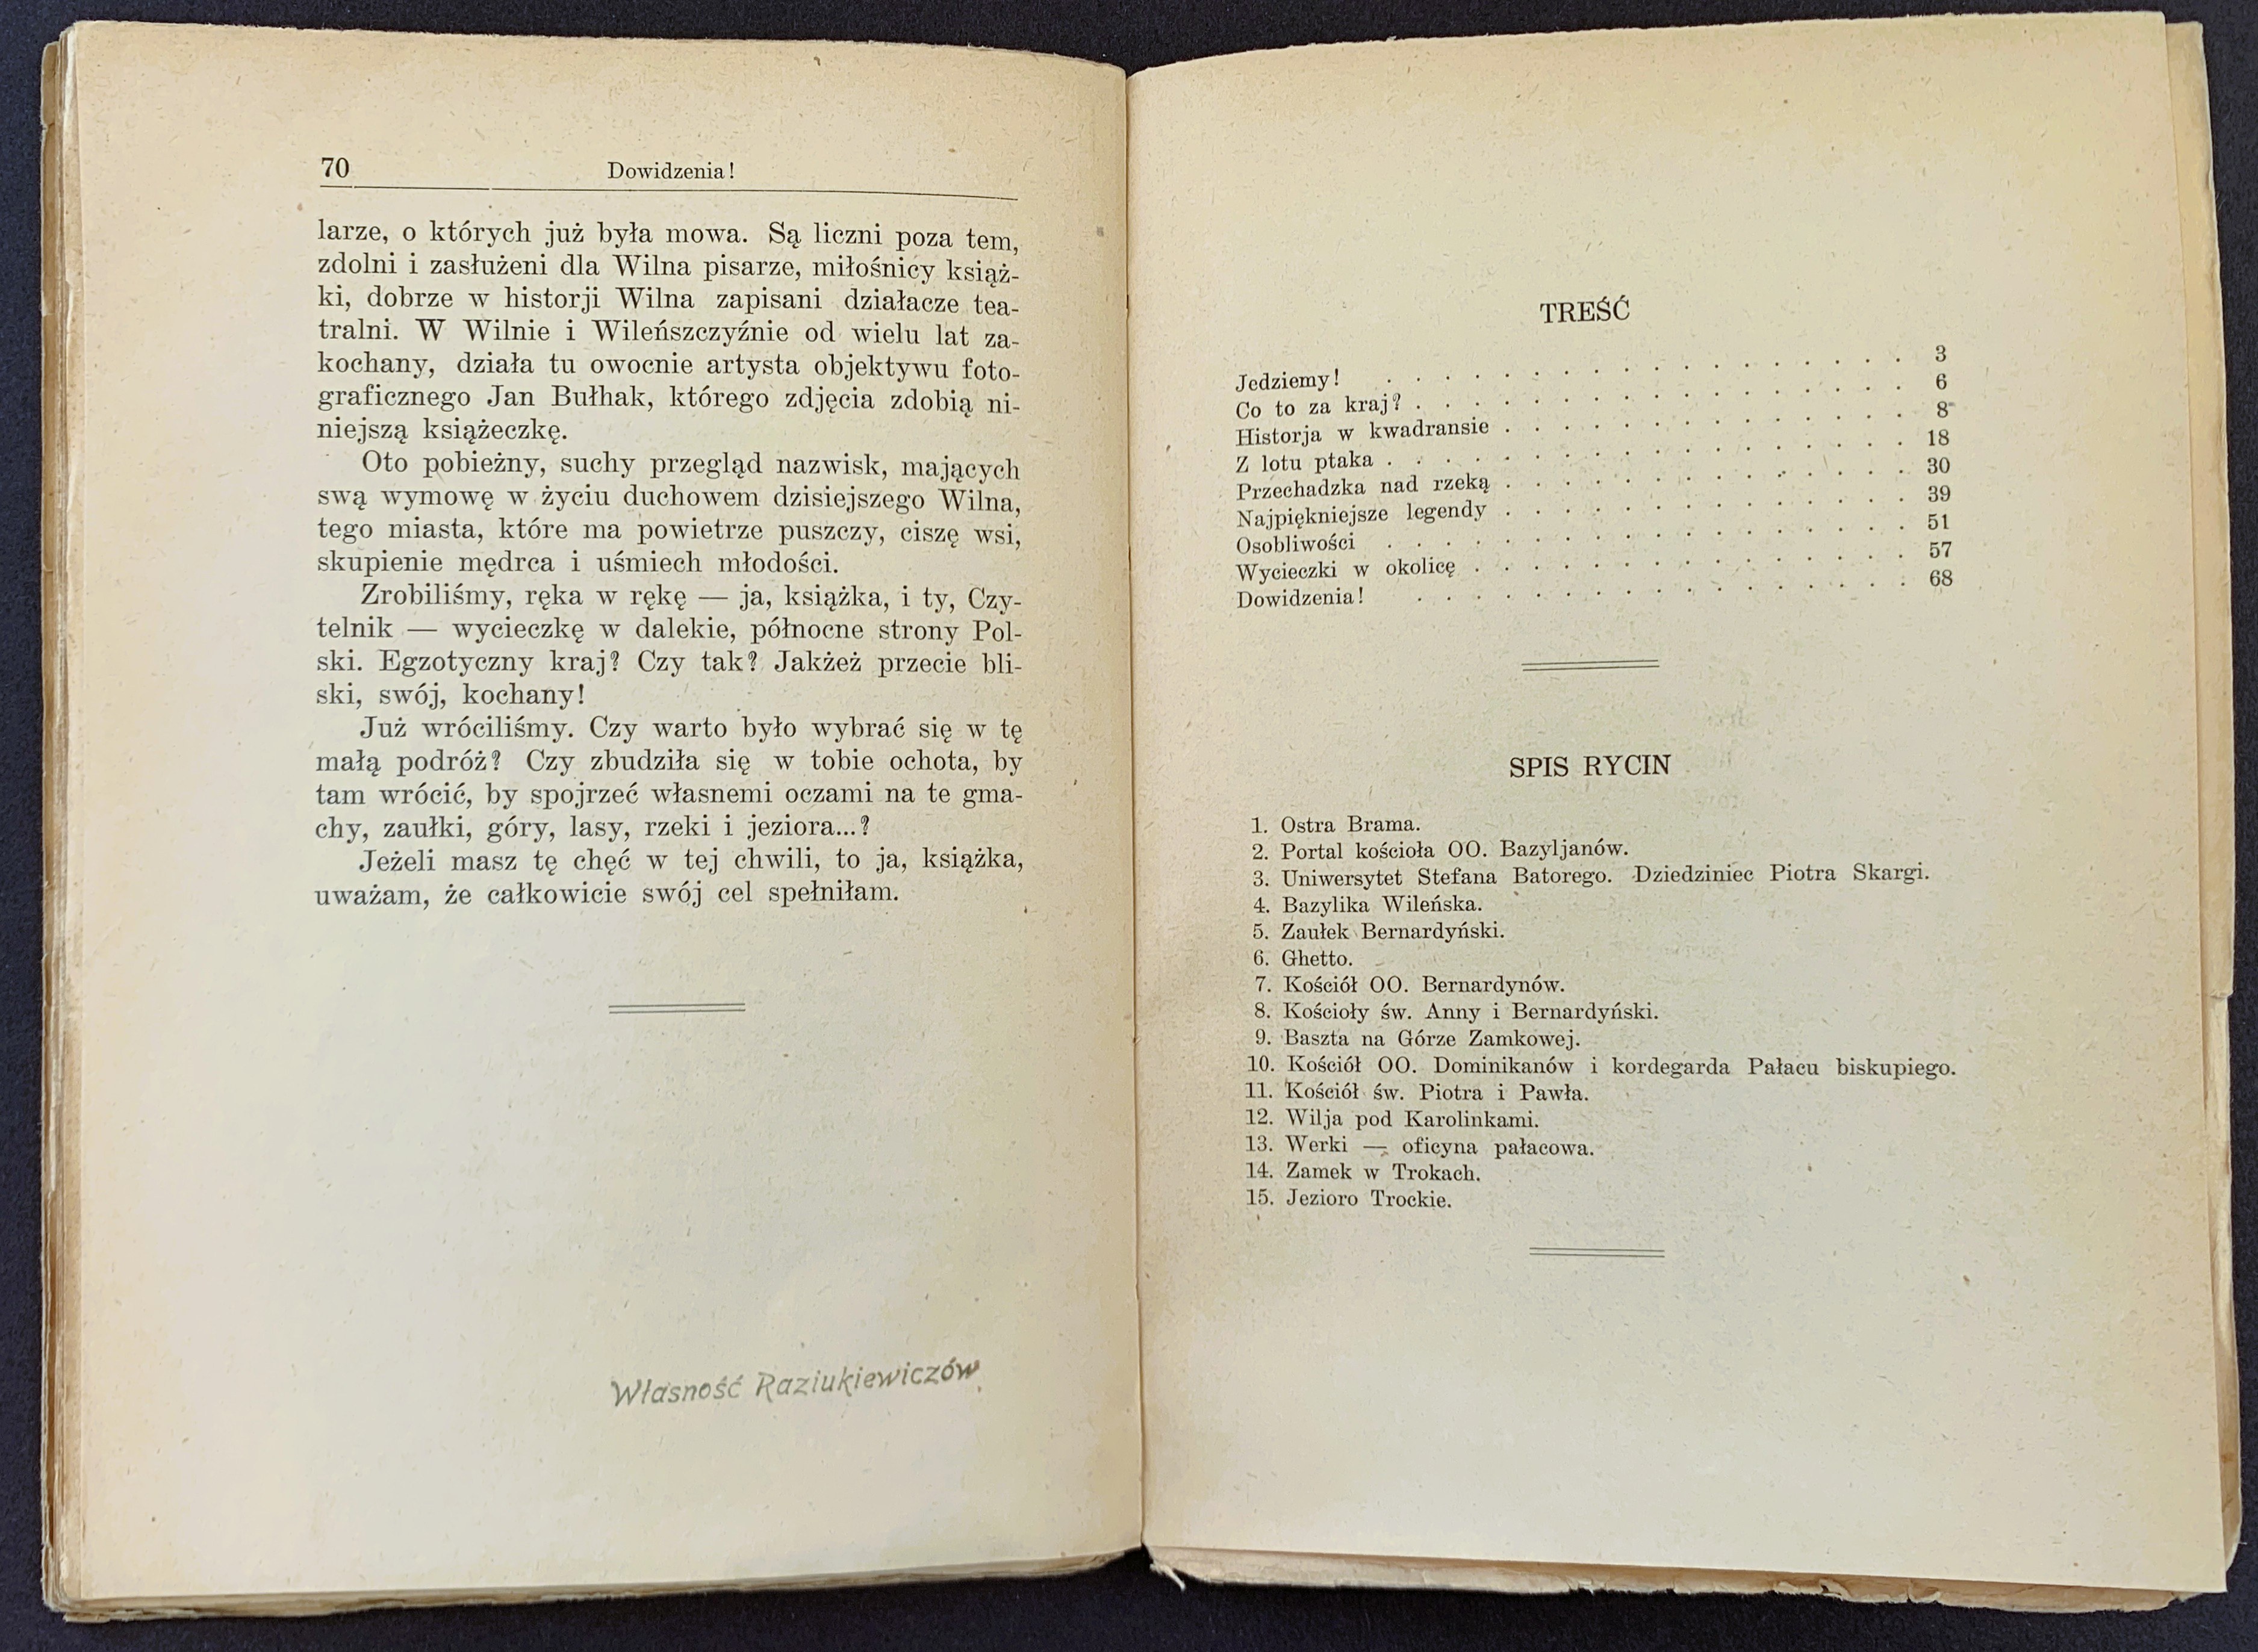 70 Dowidzenia!
larze, o których już była mowa. Są liczni poza tem,
zdolni i zasłużeni dla Wilna pisarze, miłośnicy książ-
ki, dobrze w historji Wilna zapisani działacze tea-
tralni. W Wilnie i Wileńszczyźnie od wielu lat za-
kochany, działa tu owocnie artysta objektywu foto-
graficznego Jan Bułhak, którego zdjęcia zdobią ni-
niejszą książeczkę.
Oto pobieżny, suchy przegląd nazwisk, mających
swą wymowę w życiu duchowem dzisiejszego Wilna,
tego miasta, które ma powietrze puszczy, ciszę wsi,
skupienie mędrca i uśmiech młodości.
Zrobiliśmy, ręka w rękę — ja, książka, i ty, Czy-
telnik — wycieczkę w dalekie, północne strony Pol-
ski. Egzotyczny kraj? Czy tak? Jakżeż przecie bli-
ski, swój, kochany!
Już wróciliśmy. Czy warto było wybrać się w tę
małą podróż? Czy zbudziła się w tobie ochota, by
tam wrócić, by spojrzeć własnemi oczami na te gma-
chy, zaułki, góry, lasy, rzeki i jeziora...?
Jeżeli masz tę chęć w tej chwili, to ja, książka,
uważam, że całkowicie swój cel spełniłam.
Własność Raziukiewiczów
TREŚĆ
Jedziemy! . . . . . . . . . . . . . . . . . . 3
Co to za kraj? . . . . . . . . . . . . . . . . . 6
Historja w kwadransie . . . . . . . . . . . . . . 8
Z lotu ptaka . . . . . . . . . . . . . . . . . . 18
Przechadzka nad rzeką . . . . . . . . . . . . . . 30
Najpiękniejsze legendy . . . . . . . . . . . . . . 39
Osobliwości . . . . . . . . . . . . . . . . . . 51
Wycieczki w okolicę . . . . . . . . . . . . . . . 57
Dowidzenia! . . . . . . . . . . . . . . . . . 68
SPIS RYCIN
1. Ostra Brama.
2. Portal kościoła OO. Bazyljanów.
3. Uniwersytet Stefana Batorego. Dziedziniec Piotra Skargi.
4. Bazylika Wileńska.
5. Zaułek Bernardyński.
6. Ghetto.
7. Kościół OO. Bernardynów.
8. Kościoły św. Anny i Bernardyński.
9. Baszta na Górze Zamkowej.
10. Kościół OO. Dominikanów i kordegarda Pałacu biskupiego.
11. Kościół św. Piotra i Pawła.
12. Wilja pod Karolinkami.
13. Werki — oficyna pałacowa.
14. Zamek w Trokach.
15. Jezioro Trockie.